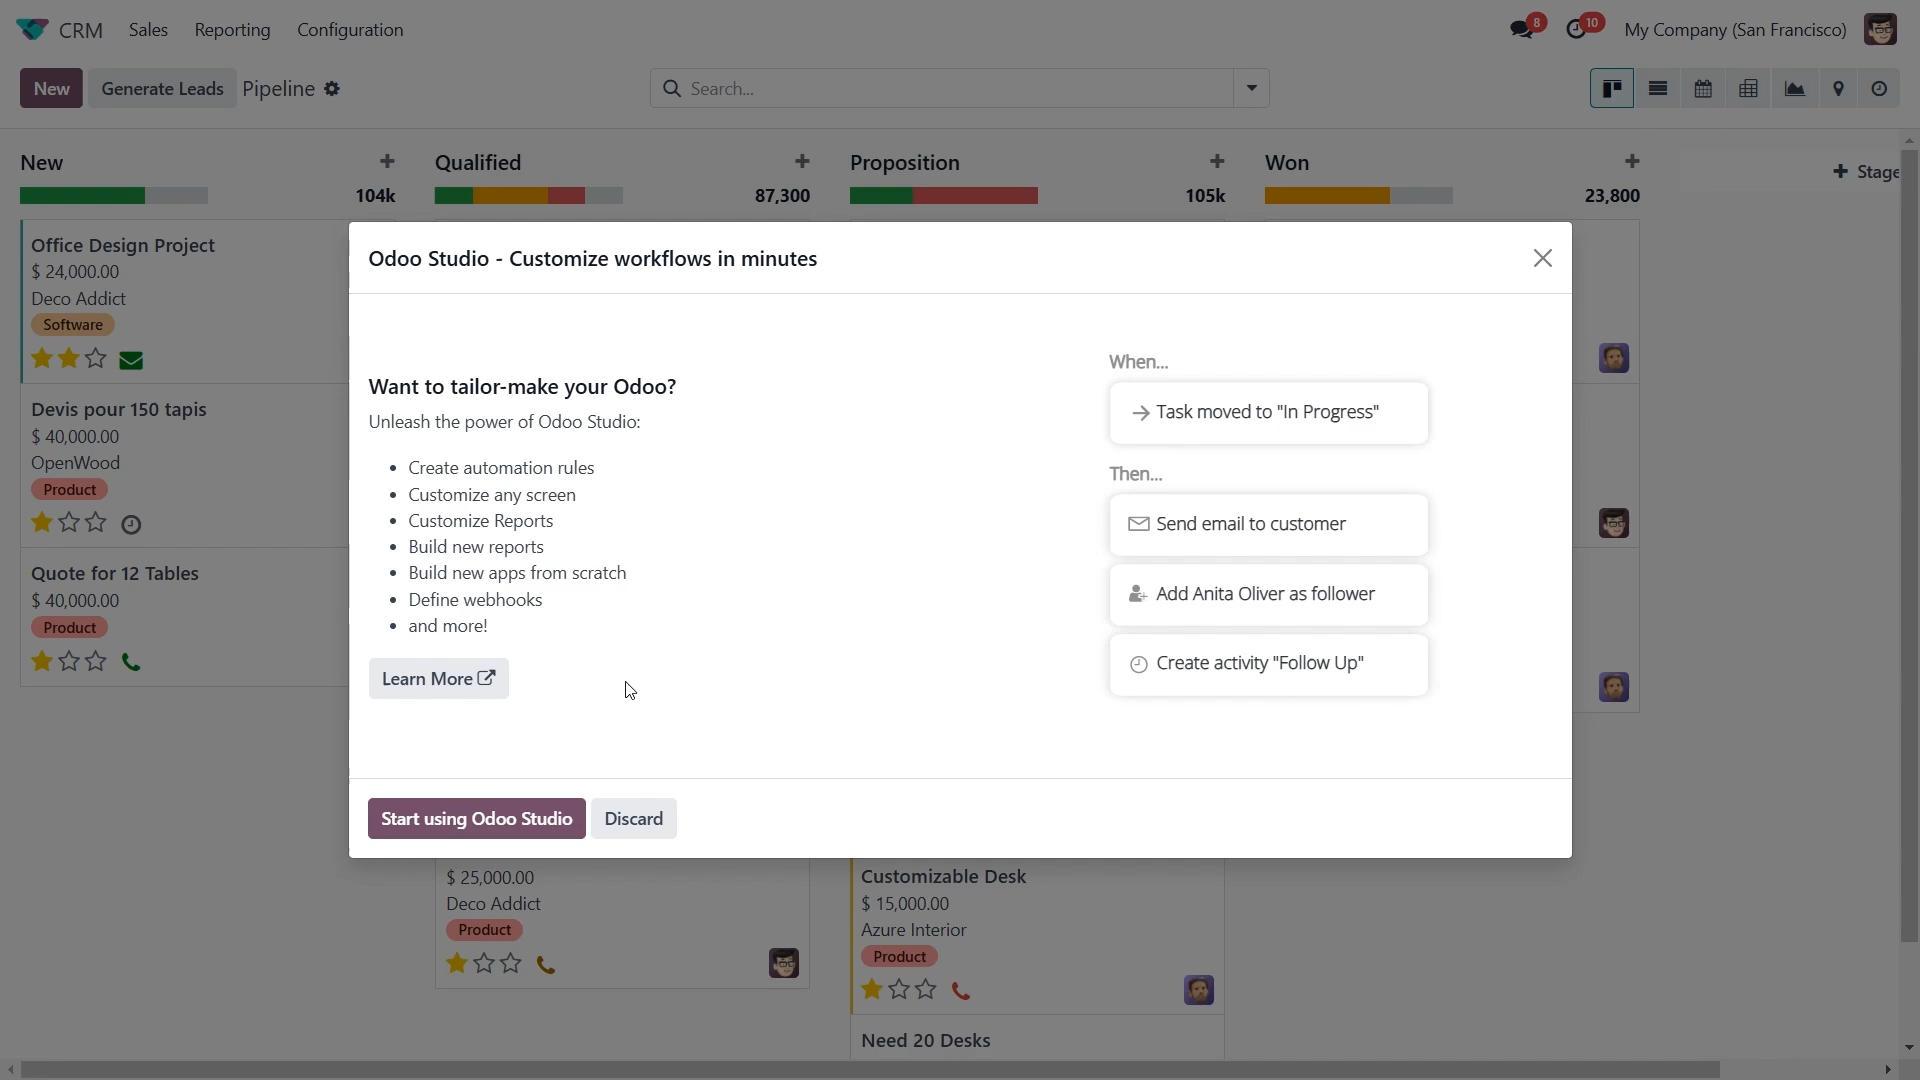 CRM Sales Reporting Configuration 8 10 My Company (San Francisco)
New Generate Leads Pipeline Search...
New Qualified Proposition Won Stage
104k 87,300 105k 23,800
Office Design Project
$ 24,000.00
Deco Addict
Software
Devis pour 150 tapis
$ 40,000.00
OpenWood
Product
Quote for 12 Tables
$ 40,000.00
Product
Odoo Studio - Customize workflows in minutes
Want to tailor-make your Odoo?
Unleash the power of Odoo Studio:
• Create automation rules
• Customize any screen
• Customize Reports
• Build new reports
• Build new apps from scratch
• Define webhooks
• and more!
Learn More
When...
Task moved to "In Progress"
Then...
Send email to customer
Add Anita Oliver as follower
Create activity "Follow Up"
Start using Odoo Studio Discard
$ 25,000.00
Deco Addict
Product
Customizable Desk
$ 15,000.00
Azure Interior
Product
Need 20 Desks